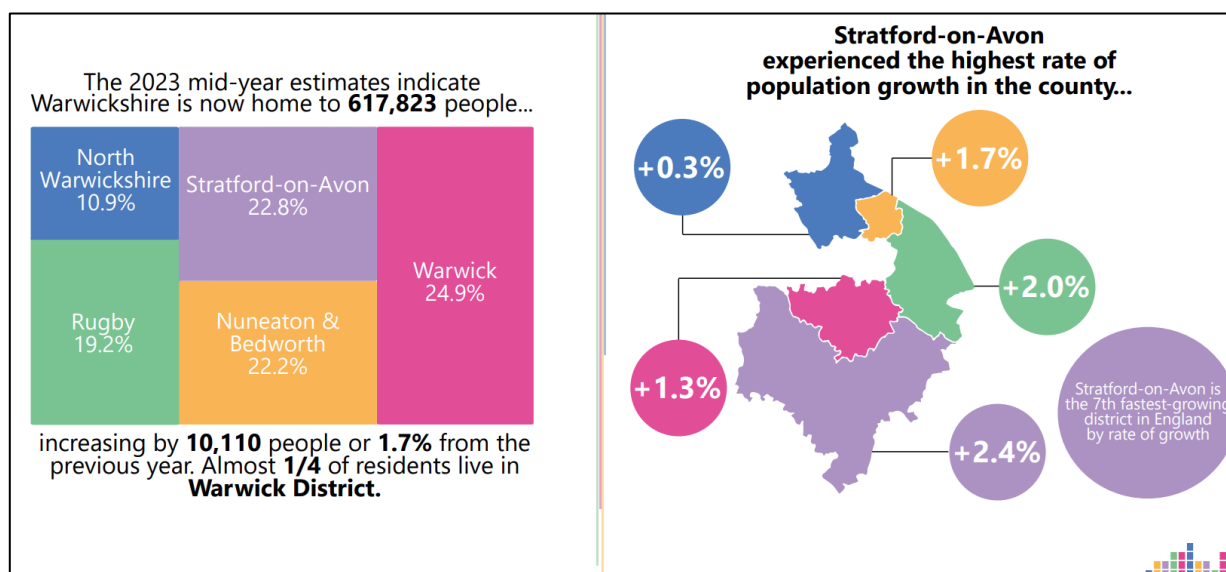 The 2023 mid-year estimates indicate
Warwickshire is now home to 617,823 people...
North
Warwickshire
10.9%
Stratford-on-Avon
22.8%
Warwick
24.9%
Rugby
19.2%
Nuneaton &
Bedworth
22.2%
increasing by 10,110 people or 1.7% from the
previous year. Almost 1/4 of residents live in
Warwick District.
Stratford-on-Avon
experienced the highest rate of
population growth in the county...
+0.3%
+1.7%
+2.0%
+1.3%
+2.4%
Stratford-on-Avon is
the 7th fastest-growing
district in England
by rate of growth